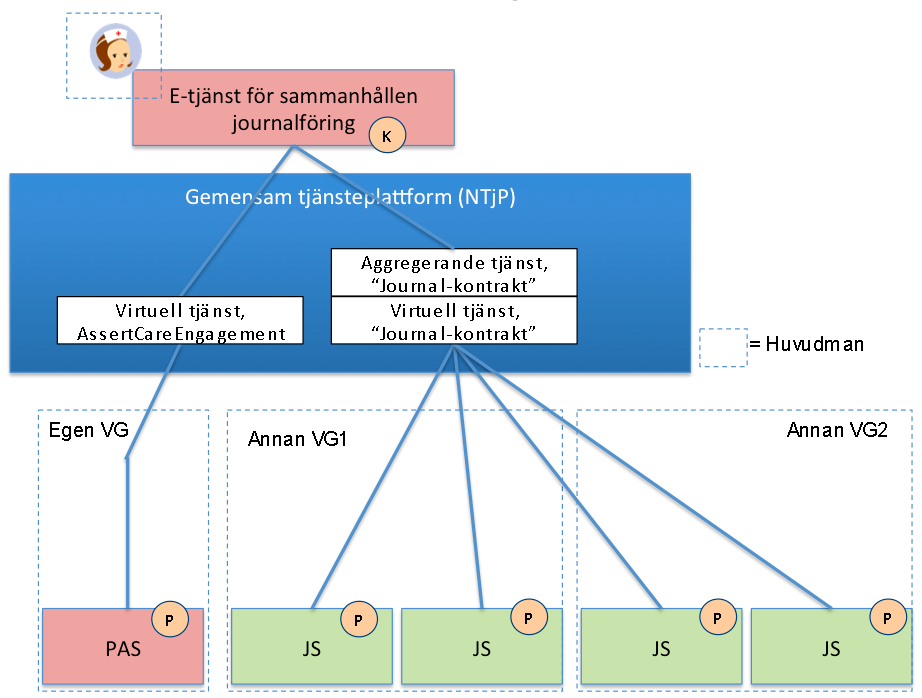 E-tjänst för sammanhållen
journalföring
K
Gemensam tjänsteplattform (NTjP)
Aggregerande tjänst,
“Journal-kontrakt”
Virtuell tjänst,
AssertCareEngagement
Virtuell tjänst,
“Journal-kontrakt”
= Huvudman
Egen VG
Annan VG1
Annan VG2
P
PAS
P
JS
P
JS
P
JS
P
JS